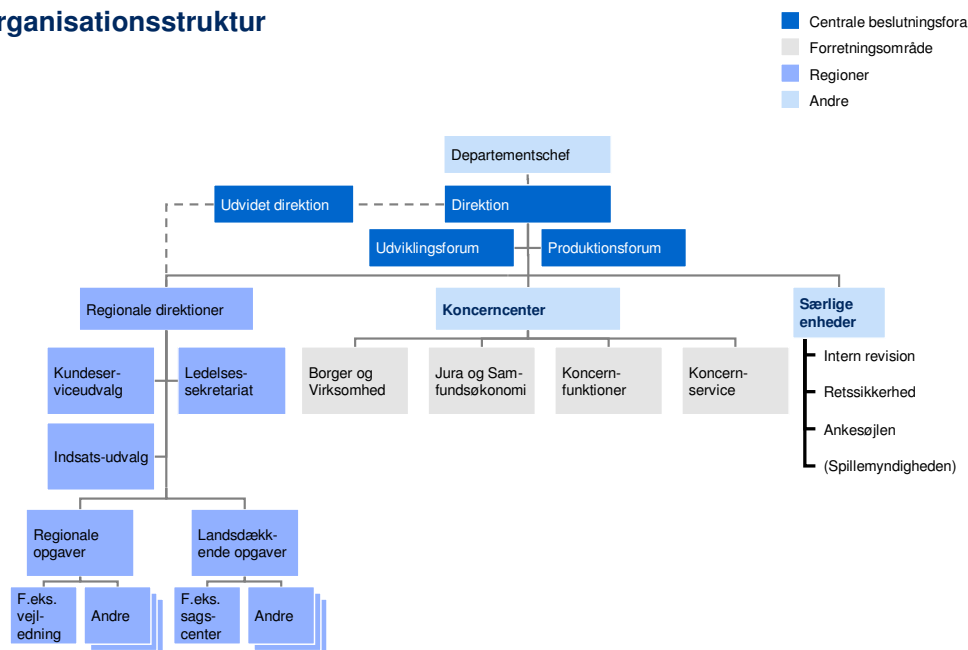 rganisationsstruktur
Centrale beslutningsfora
Forretningsområde
Regioner
Andre
Departementschef
Udvidet direktion
Direktion
Udviklingsforum
Produktionsforum
Regionale direktioner
Koncerncenter
Særlige
enheder
Kundeser-
viceudvalg
Ledelses-
sekretariat
Borger og
Virksomhed
Jura og Sam-
fundsøkonomi
Koncern-
funktioner
Koncern-
service
Intern revision
Retssikkerhed
Ankesøjlen
(Spillemyndigheden)
Indsats-udvalg
Regionale
opgaver
Landsdækk-
ende opgaver
F.eks.
vejl-
edning
Andre
F.eks.
sags-
center
Andre